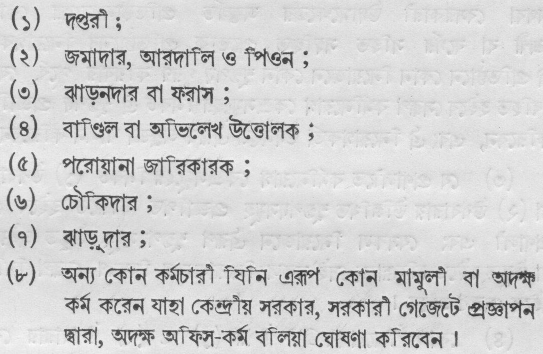 (১) দপ্তরী ;
(২) জমাদার, আরদালি ও পিওন ;
(৩) ঝাড়নদার বা ফরাস ;
(৪) বাণ্ডিল বা অভিলেখ উত্তোলক ;
(৫) পরোয়ানা জারিকারক ;
(৬) চৌকিদার ;
(৭) ঝাড়ুদার ;
(৮) অন্য কোন কর্মচারী যিনি এরূপ কোন মামুলী বা অদক্ষ
কর্ম করেন যাহা কেন্দ্রীয় সরকার, সরকারী গেজেটে প্রজ্ঞাপন
দ্বারা, অদক্ষ অফিস-কর্ম বলিয়া ঘোষণা করিবেন ।